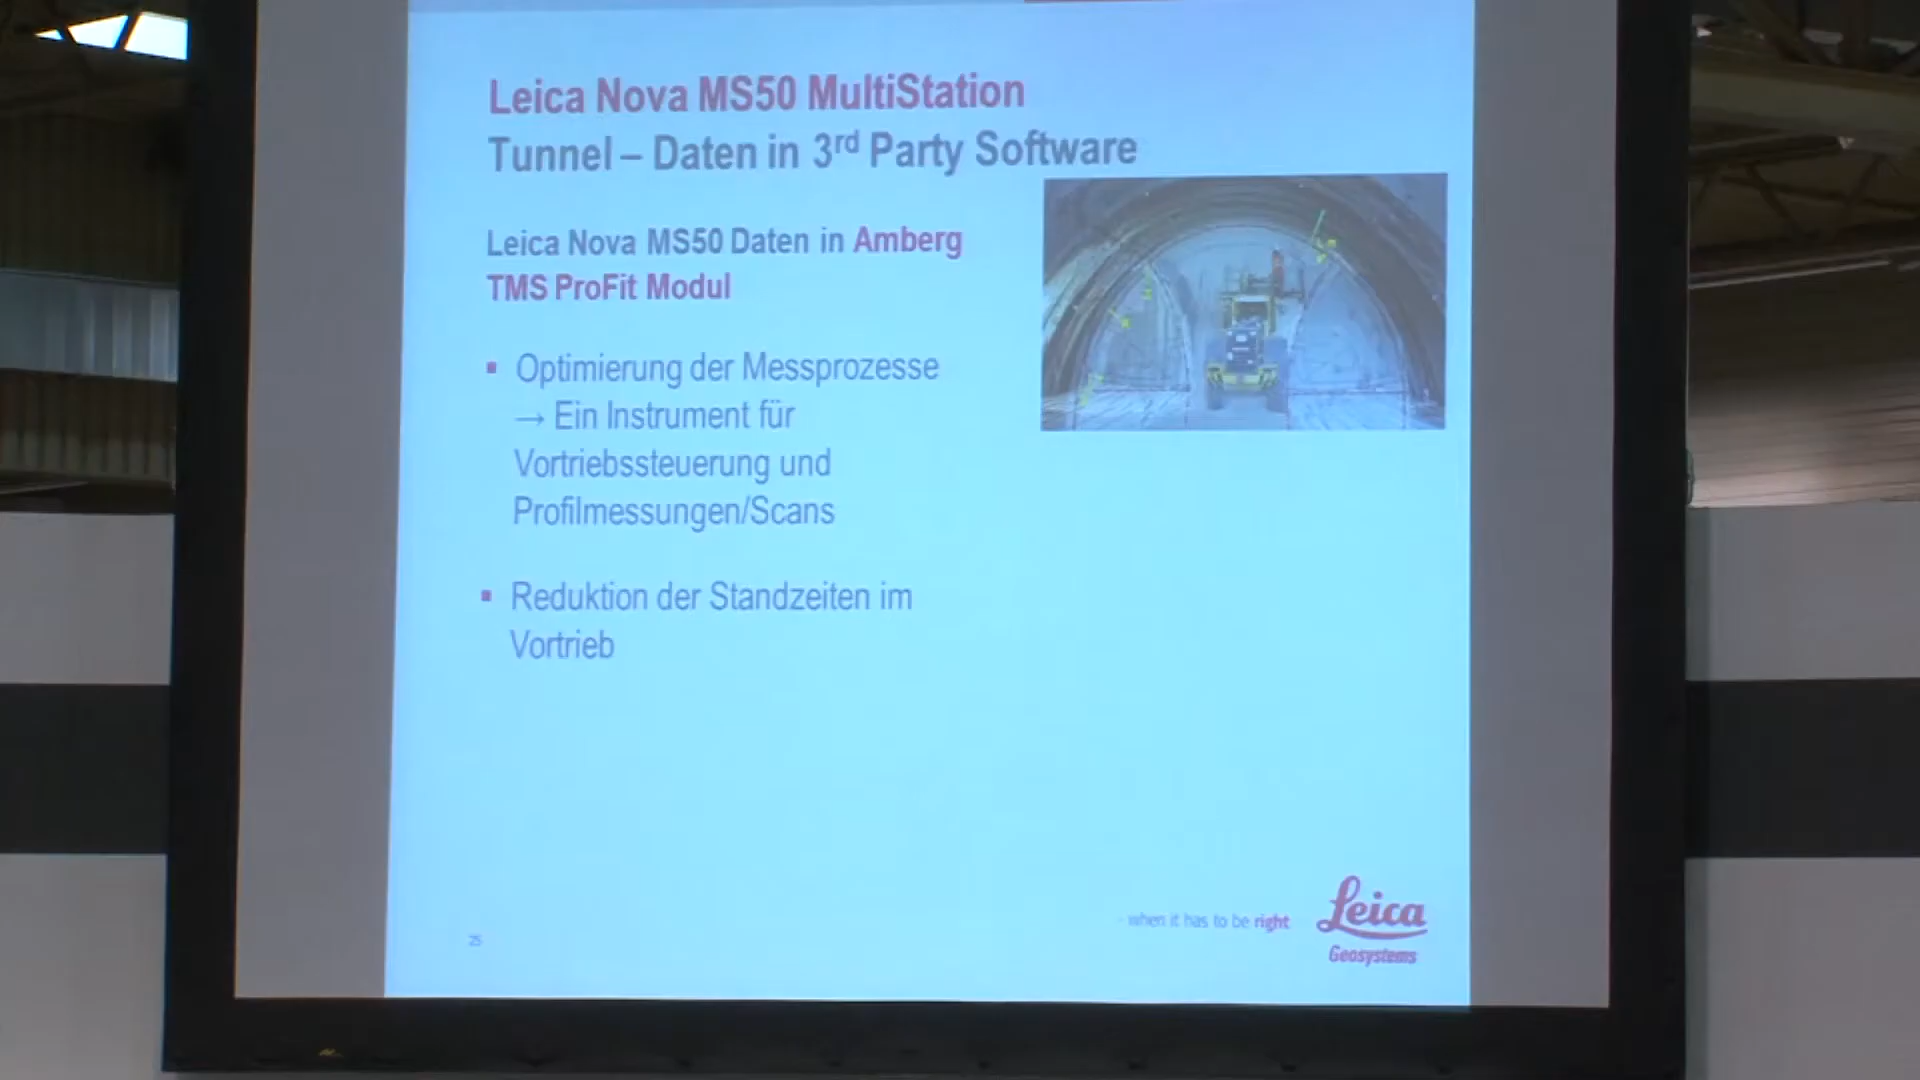 Leica Nova MS50 MultiStation
Tunnel – Daten in 3rd Party Software
Leica Nova MS50 Daten in Amberg
TMS ProFit Modul
▪ Optimierung der Messprozesse
→ Ein Instrument für
Vortriebssteuerung und
Profilmessungen/Scans
▪ Reduktion der Standzeiten im
Vortrieb
25
- when it has to be right
Leica
Geosystems